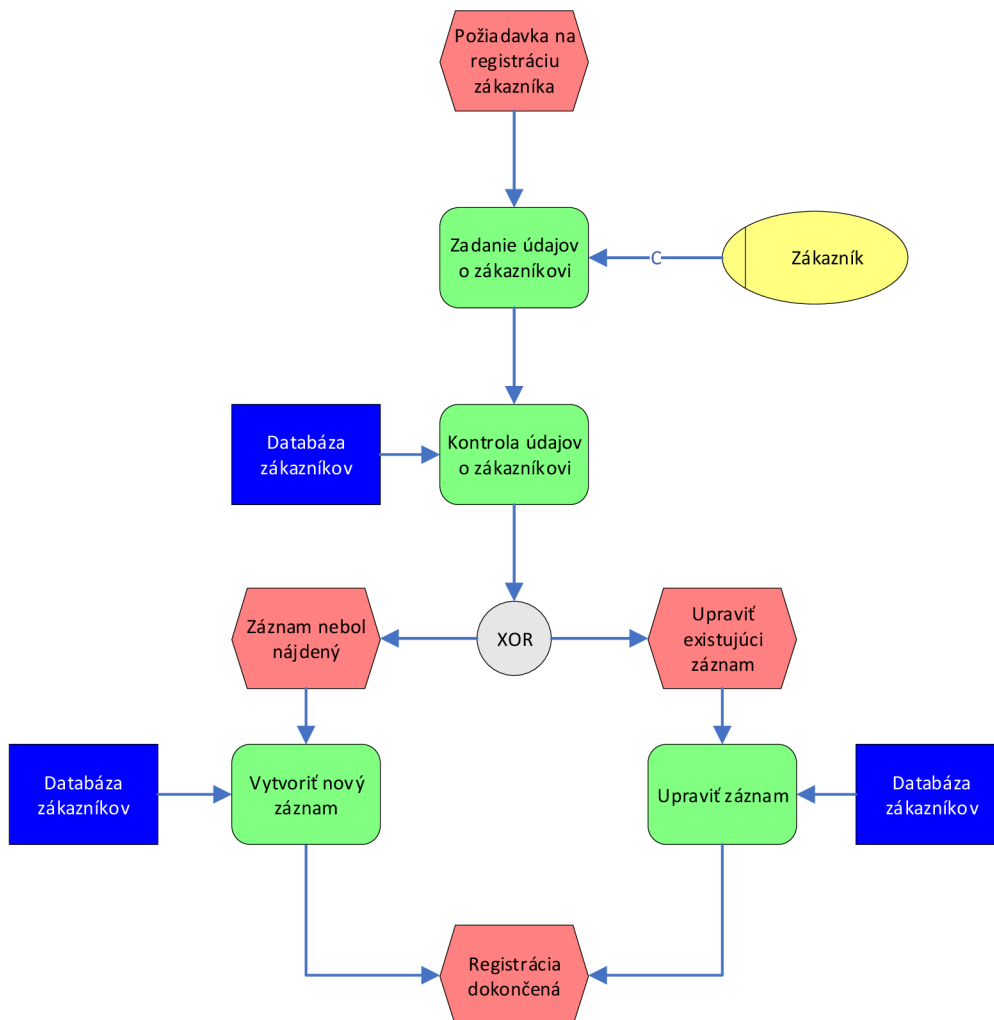 Požiadavka na
registráciu
zákazníka
Zadanie údajov
o zákazníkovi
C
Zákazník
Databáza
zákazníkov
Kontrola údajov
o zákazníkovi
Záznam nebol
nájdený
XOR
Upraviť
existujúci
záznam
Databáza
zákazníkov
Vytvoriť nový
záznam
Upraviť záznam
Databáza
zákazníkov
Registrácia
dokončená